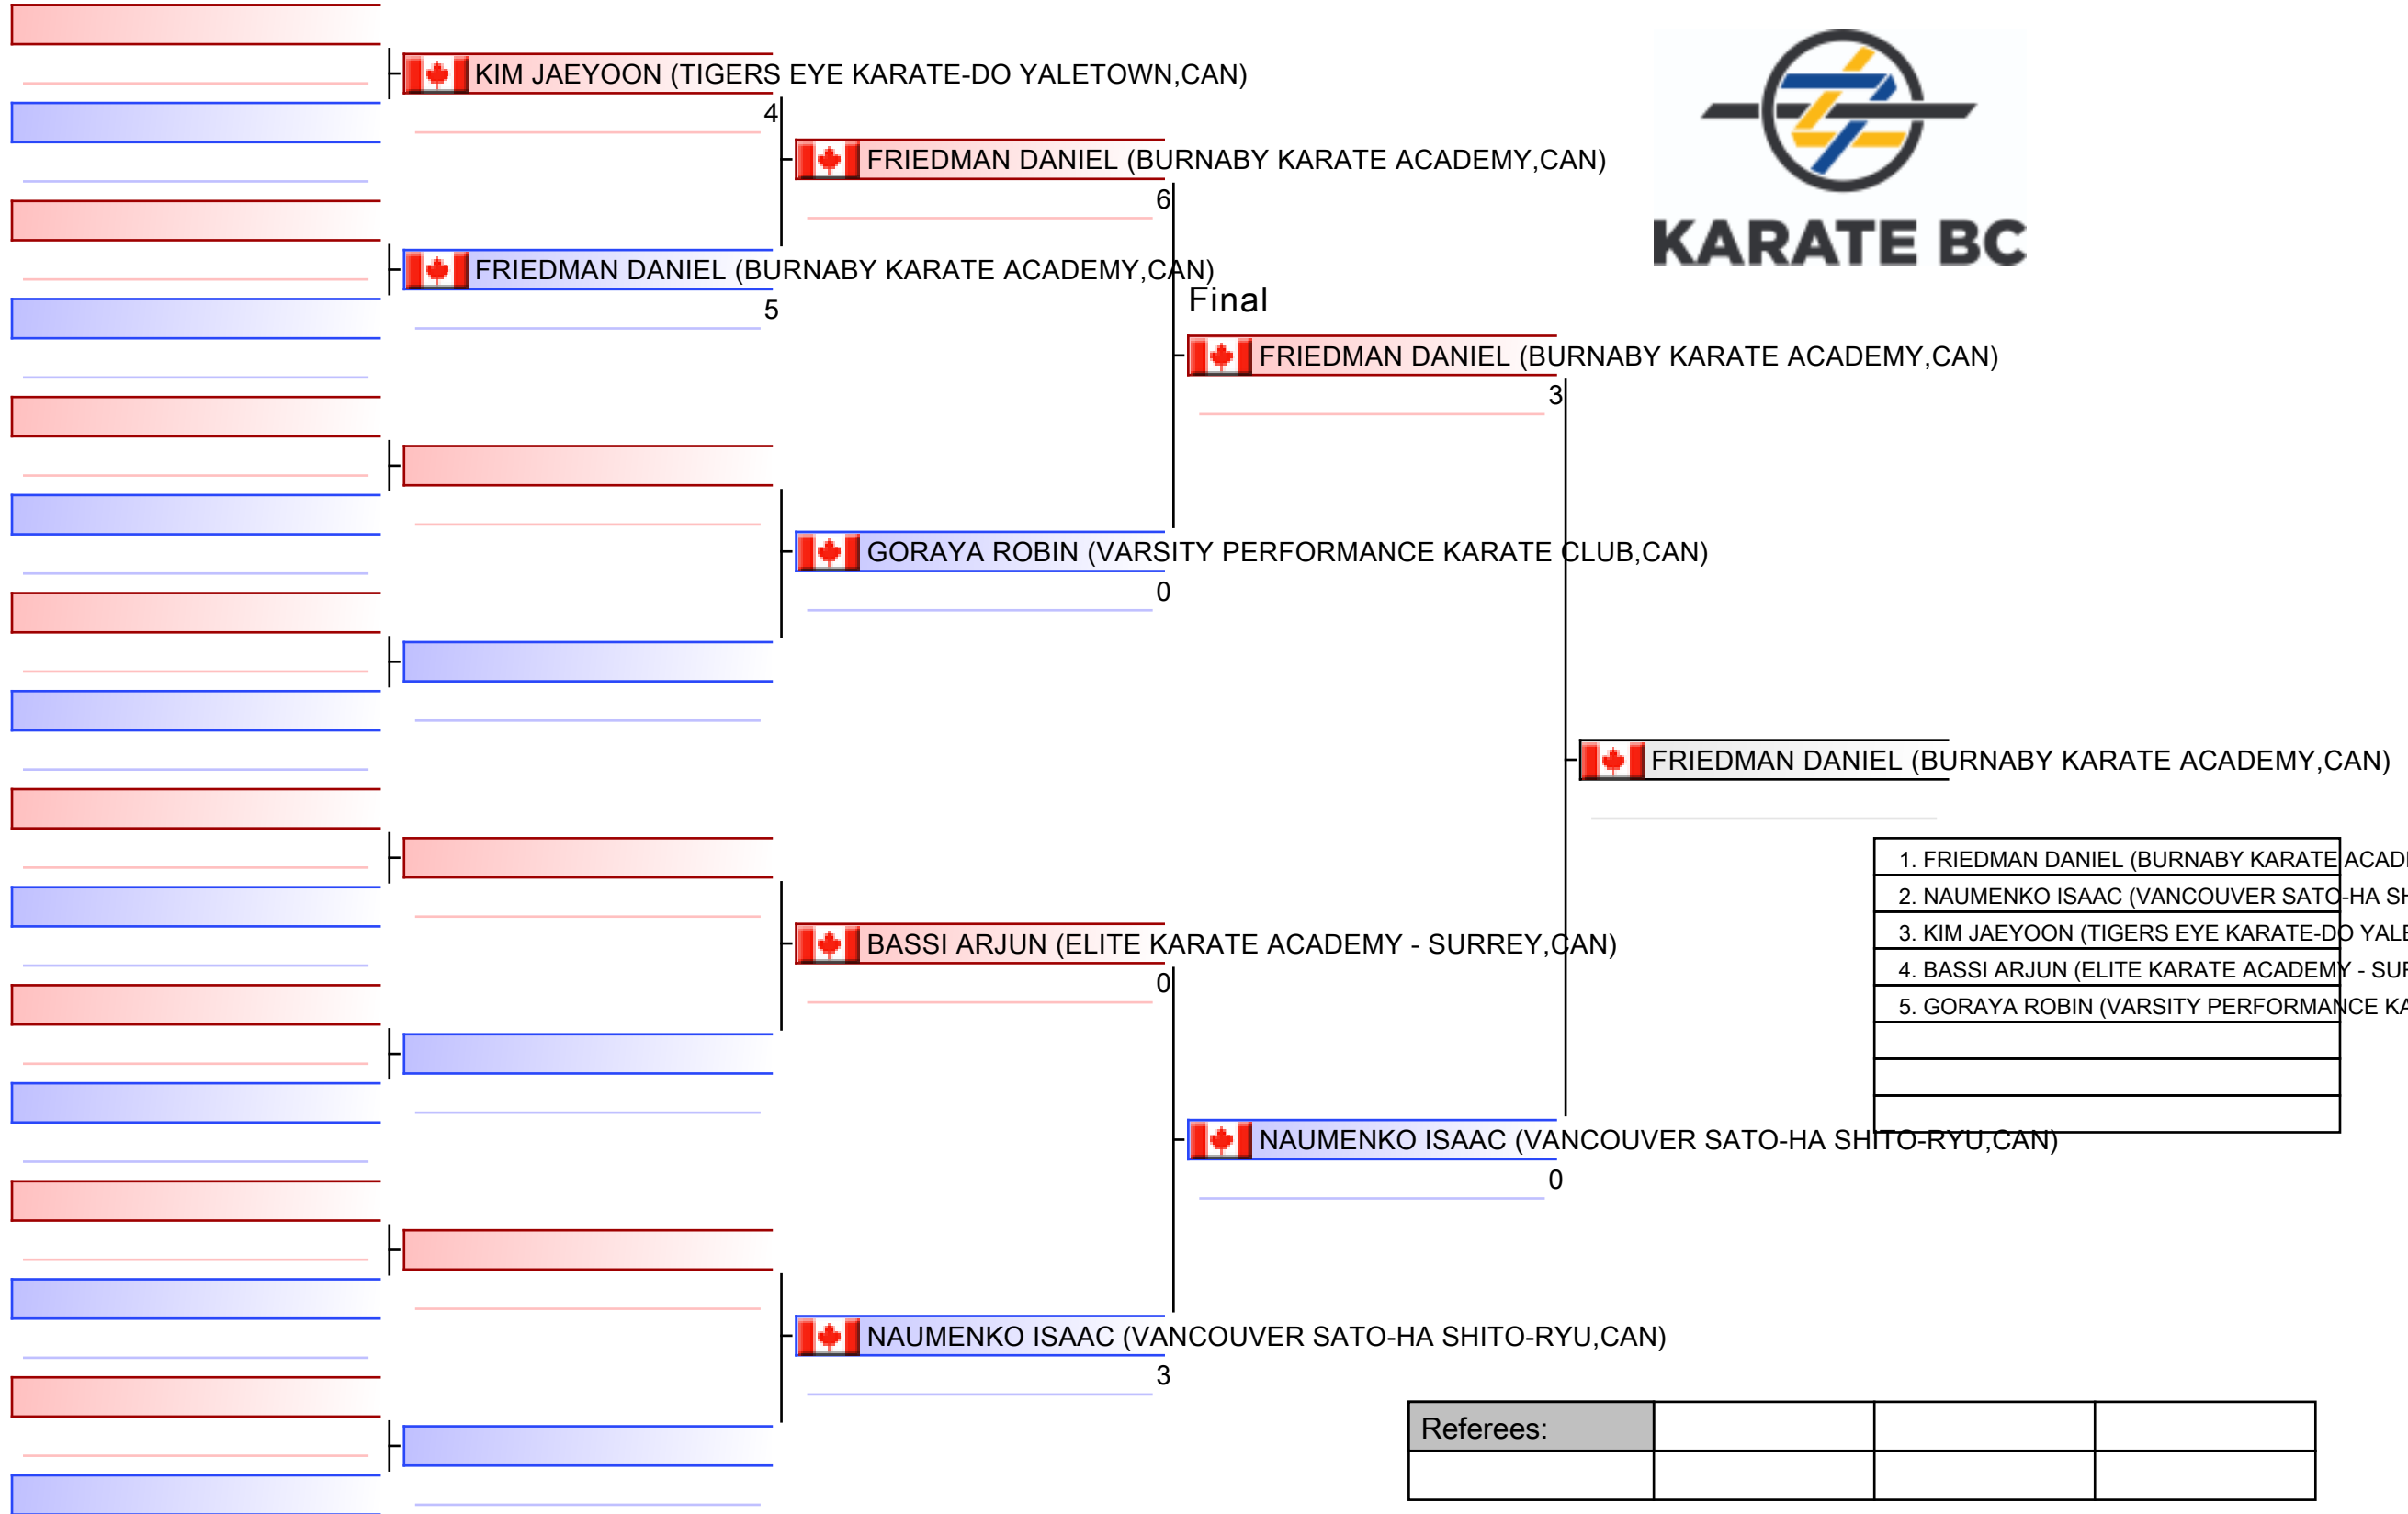 KIM JAEYOON (TIGERS EYE KARATE-DO YALETOWN,CAN)
4
FRIEDMAN DANIEL (BURNABY KARATE ACADEMY,CAN)
6
KARATE BC
FRIEDMAN DANIEL (BURNABY KARATE ACADEMY,CAN)
5
Final
FRIEDMAN DANIEL (BURNABY KARATE ACADEMY,CAN)
3
GORAYA ROBIN (VARSITY PERFORMANCE KARATE CLUB,CAN)
0
FRIEDMAN DANIEL (BURNABY KARATE ACADEMY,CAN)
1. FRIEDMAN DANIEL (BURNABY KARATE
2. NAUMENKO ISAAC (VANCOUVER SATO-HA
3. KIM JAEYOON (TIGERS EYE KARATE-DO
4. BASSI ARJUN (ELITE KARATE ACADEMY -
5. GORAYA ROBIN (VARSITY PERFORMANCE
BASSI ARJUN (ELITE KARATE ACADEMY - SURREY,CAN)
0
NAUMENKO ISAAC (VANCOUVER SATO-HA SHITO-RYU,CAN)
0
NAUMENKO ISAAC (VANCOUVER SATO-HA SHITO-RYU,CAN)
3
Referees: